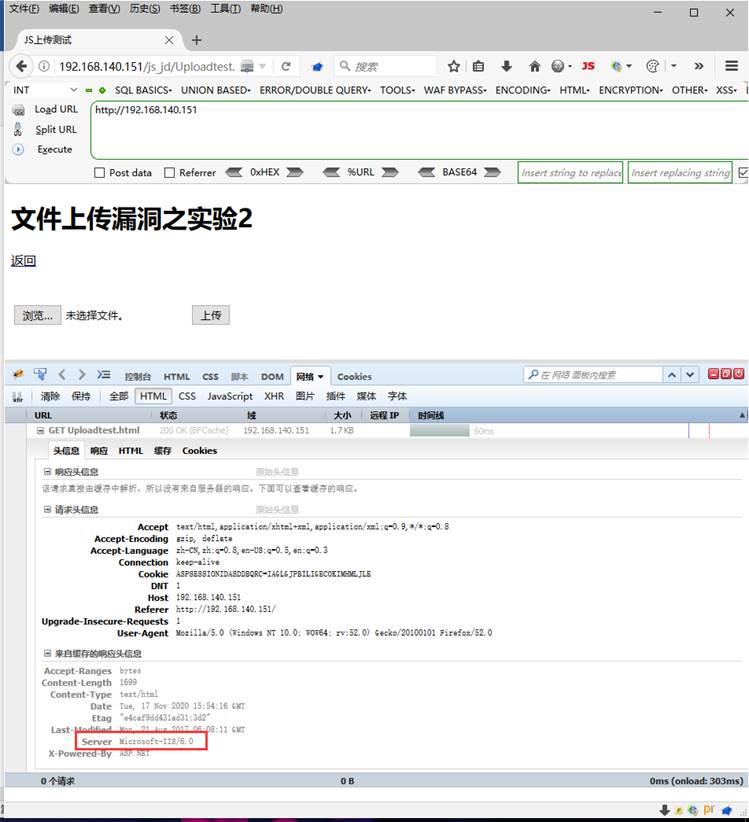 文件(F) 编辑(E) 查看(V) 历史(S) 书签(B) 工具(T) 帮助(H)
JS上传测试
192.168.140.151/js_jd/Uploadtest. 搜索 JS
INT SQL BASICS UNION BASED ERROR/DOUBLE QUERY TOOLS WAF BYPASS ENCODING HTML ENCRYPTION OTHER XSS
Load URL http://192.168.140.151
Split URL
Execute
Post data Referrer 0xHEX %URL BASE64 Insert string to replace Insert replacing string
文件上传漏洞之实验2
返回
浏览... 未选择文件。 上传
控制台 HTML CSS 脚本 DOM 网络 Cookies 在 网络 面板内搜索
清除 保持 全部 HTML CSS JavaScript XHR 图片 插件 媒体 字体
URL 状态 域 大小 远程 IP 时间线
GET Uploadtest.html 200 OK (BFCache) 192.168.140.151 1.7 KB 60ms
头信息 响应 HTML 缓存 Cookies
响应头信息 原始头信息
该请求直接由缓存中解析，所以没有来自服务器的响应。下面可以查看缓存的响应。
请求头信息 原始头信息
Accept text/html,application/xhtml+xml,application/xml;q=0.9,*/*;q=0.8
Accept-Encoding gzip, deflate
Accept-Language zh-CN,zh;q=0.8,en-US;q=0.5,en;q=0.3
Connection keep-alive
Cookie ASPSESSIONIDASDDBQRC=IAGLGJPBILIGECOKIMHMLJLE
DNT 1
Host 192.168.140.151
Referer http://192.168.140.151/
Upgrade-Insecure-Requests 1
User-Agent Mozilla/5.0 (Windows NT 10.0; WOW64; rv:52.0) Gecko/20100101 Firefox/52.0
来自缓存的响应头信息
Accept-Ranges bytes
Content-Length 1699
Content-Type text/html
Date Tue, 17 Nov 2020 15:54:16 GMT
Etag "e4caf9dd431ad31:3d2"
Last-Modified Mon, 21 Aug 2017 06:08:11 GMT
Server Microsoft-IIS/6.0
X-Powered-By ASP.NET
0 个请求 0 B 0ms (onload: 303ms)